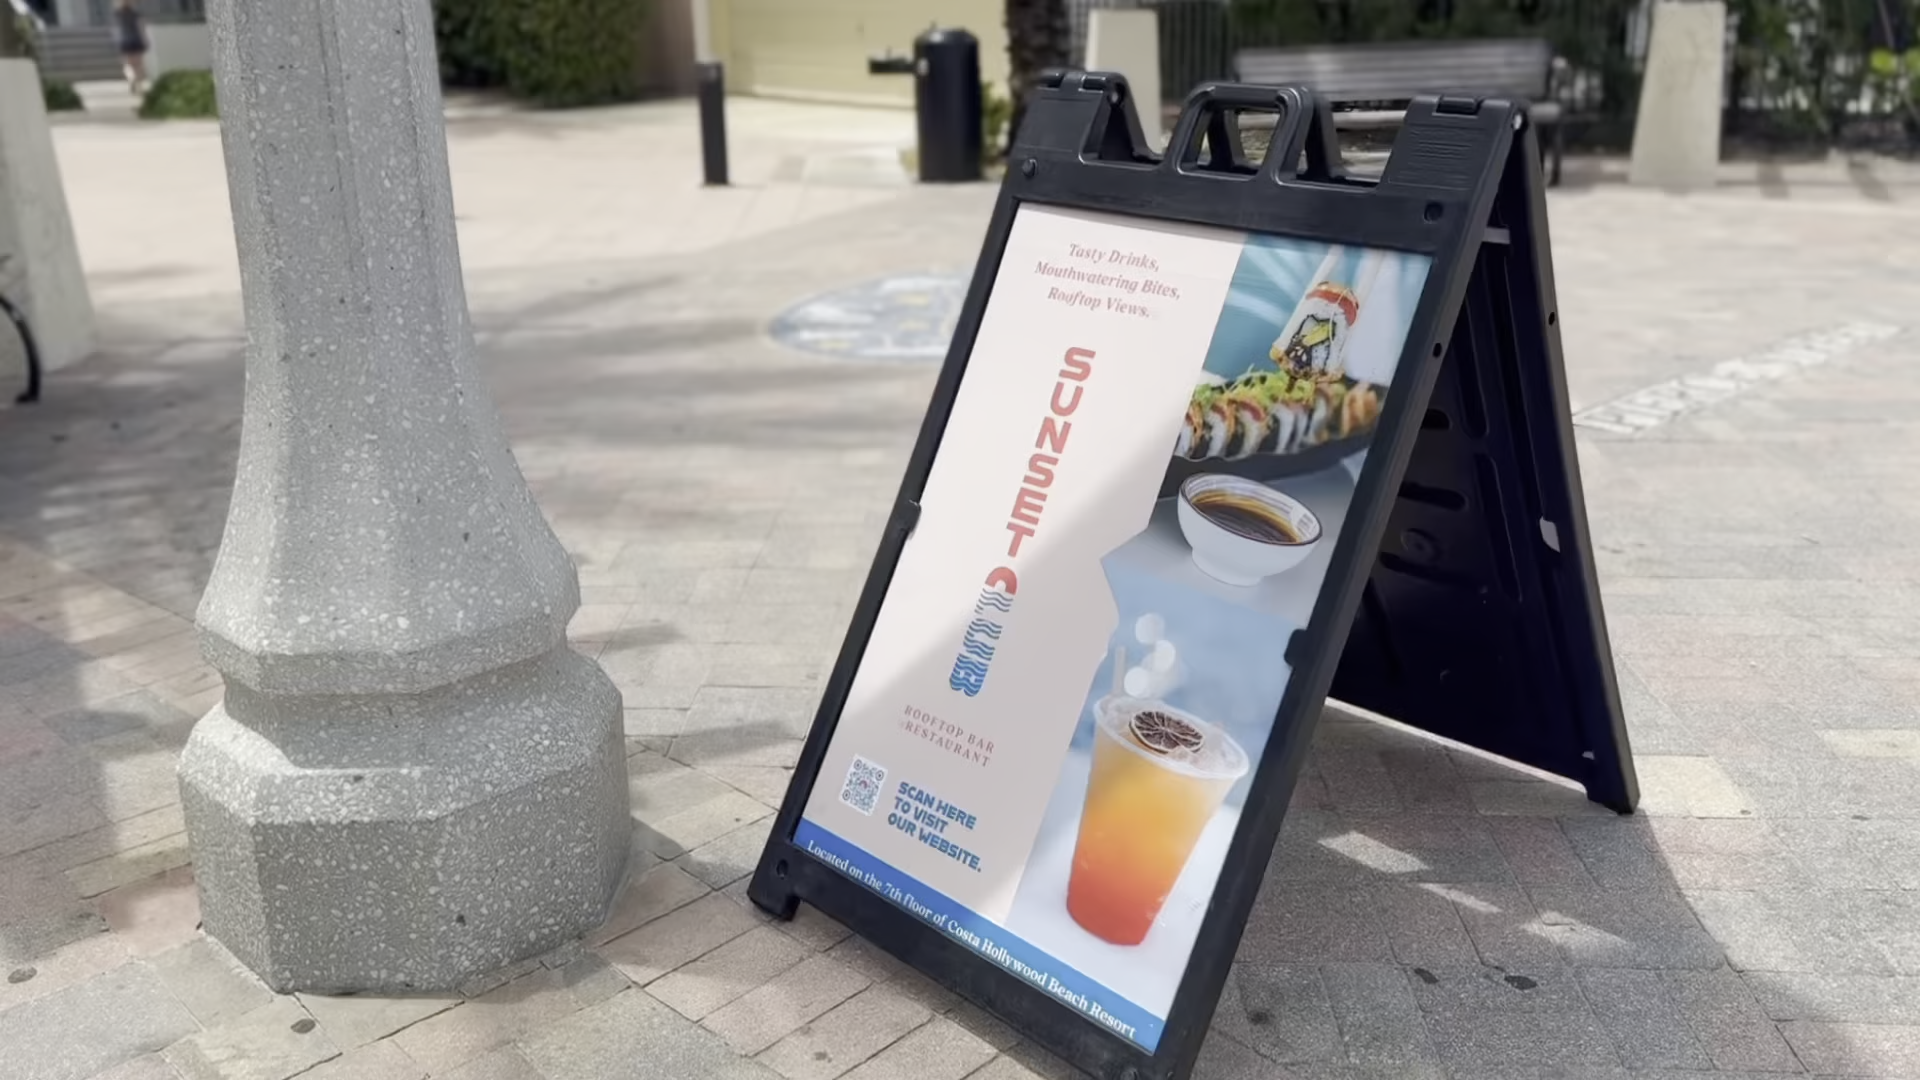 Tasty Drinks,
Mouthwatering Bites,
Rooftop Views.
SUNSET
ROOFTOP BAR
&RESTAURANT
SCAN HERE
TO VISIT
OUR WEBSITE.
Located on the 7th floor of Costa Hollywood Beach Resort